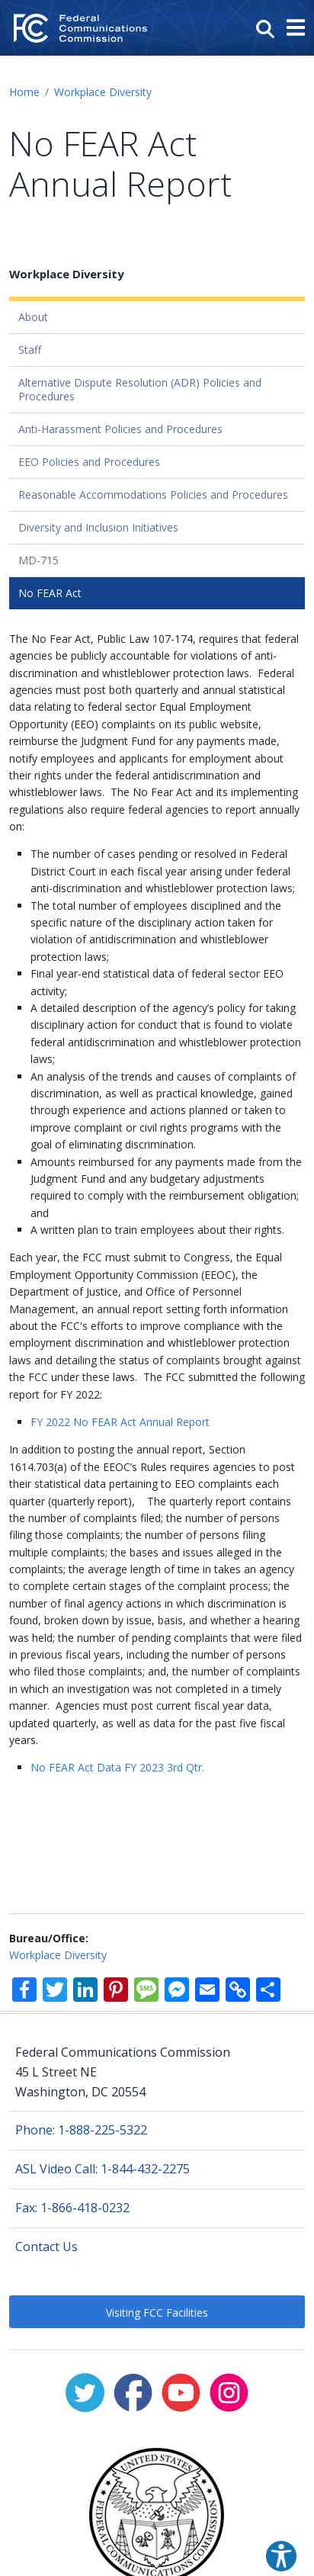 FC Federal
Communications
Commission
Home / Workplace Diversity
No FEAR Act
Annual Report
Workplace Diversity
About
Staff
Alternative Dispute Resolution (ADR) Policies and
Procedures
Anti-Harassment Policies and Procedures
EEO Policies and Procedures
Reasonable Accommodations Policies and Procedures
Diversity and Inclusion Initiatives
MD-715
No FEAR Act
The No Fear Act, Public Law 107-174, requires that federal
agencies be publicly accountable for violations of anti-
discrimination and whistleblower protection laws.  Federal
agencies must post both quarterly and annual statistical
data relating to federal sector Equal Employment
Opportunity (EEO) complaints on its public website,
reimburse the Judgment Fund for any payments made,
notify employees and applicants for employment about
their rights under the federal antidiscrimination and
whistleblower laws.  The No Fear Act and its implementing
regulations also require federal agencies to report annually
on:
▪ The number of cases pending or resolved in Federal
District Court in each fiscal year arising under federal
anti-discrimination and whistleblower protection laws;
▪ The total number of employees disciplined and the
specific nature of the disciplinary action taken for
violation of antidiscrimination and whistleblower
protection laws;
▪ Final year-end statistical data of federal sector EEO
activity;
▪ A detailed description of the agency’s policy for taking
disciplinary action for conduct that is found to violate
federal antidiscrimination and whistleblower protection
laws;
▪ An analysis of the trends and causes of complaints of
discrimination, as well as practical knowledge, gained
through experience and actions planned or taken to
improve complaint or civil rights programs with the
goal of eliminating discrimination.
▪ Amounts reimbursed for any payments made from the
Judgment Fund and any budgetary adjustments
required to comply with the reimbursement obligation;
and
▪ A written plan to train employees about their rights.
Each year, the FCC must submit to Congress, the Equal
Employment Opportunity Commission (EEOC), the
Department of Justice, and Office of Personnel
Management, an annual report setting forth information
about the FCC's efforts to improve compliance with the
employment discrimination and whistleblower protection
laws and detailing the status of complaints brought against
the FCC under these laws.  The FCC submitted the following
report for FY 2022:
▪ FY 2022 No FEAR Act Annual Report
In addition to posting the annual report, Section
1614.703(a) of the EEOC’s Rules requires agencies to post
their statistical data pertaining to EEO complaints each
quarter (quarterly report),    The quarterly report contains
the number of complaints filed; the number of persons
filing those complaints; the number of persons filing
multiple complaints; the bases and issues alleged in the
complaints; the average length of time in takes an agency
to complete certain stages of the complaint process; the
number of final agency actions in which discrimination is
found, broken down by issue, basis, and whether a hearing
was held; the number of pending complaints that were filed
in previous fiscal years, including the number of persons
who filed those complaints; and, the number of complaints
in which an investigation was not completed in a timely
manner.  Agencies must post current fiscal year data,
updated quarterly, as well as data for the past five fiscal
years.
▪ No FEAR Act Data FY 2023 3rd Qtr.
Bureau/Office:
Workplace Diversity
SMS
Federal Communications Commission
45 L Street NE
Washington, DC 20554
Phone: 1-888-225-5322
ASL Video Call: 1-844-432-2275
Fax: 1-866-418-0232
Contact Us
Visiting FCC Facilities
UNITED STATES
FEDERAL COMMUNICATIONS COMMISSION